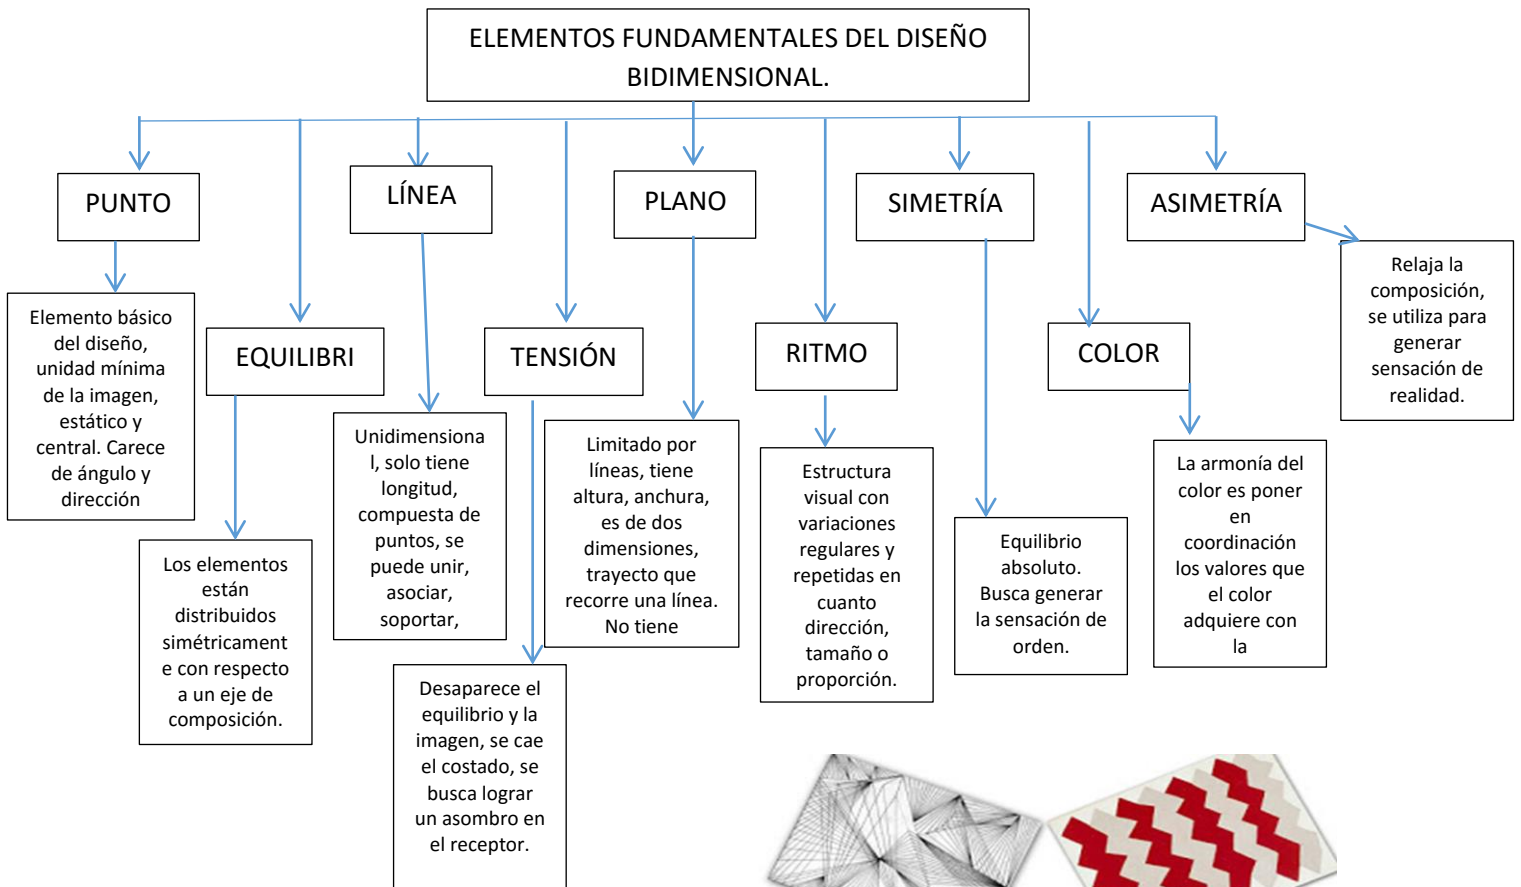 ELEMENTOS FUNDAMENTALES DEL DISEÑO
BIDIMENSIONAL.
PUNTO
LÍNEA
PLANO
SIMETRÍA
ASIMETRÍA
Elemento básico
del diseño,
unidad mínima
de la imagen,
estático y
central. Carece
de ángulo y
dirección
EQUILIBRI
TENSIÓN
RITMO
COLOR
Relaja la
composición,
se utiliza para
generar
sensación de
realidad.
Los elementos
están
distribuidos
simétricament
e con respecto
a un eje de
composición.
Unidimensiona
l, solo tiene
longitud,
compuesta de
puntos, se
puede unir,
asociar,
soportar,
Desaparece el
equilibrio y la
imagen, se cae
el costado, se
busca lograr
un asombro en
el receptor.
Limitado por
líneas, tiene
altura, anchura,
es de dos
dimensiones,
trayecto que
recorre una línea.
No tiene
Estructura
visual con
variaciones
regulares y
repetidas en
cuanto
dirección,
tamaño o
proporción.
Equilibrio
absoluto.
Busca generar
la sensación de
orden.
La armonía del
color es poner
en
coordinación
los valores que
el color
adquiere con
la